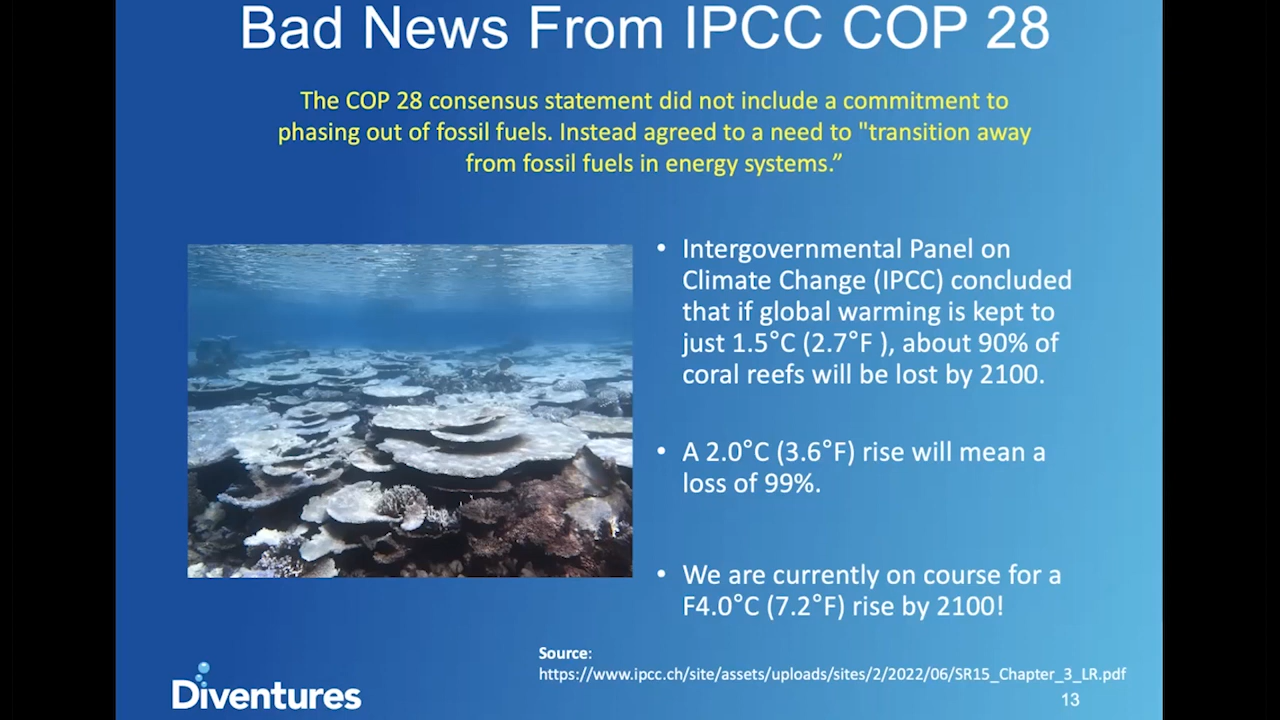 Bad News From IPCC COP 28
The COP 28 consensus statement did not include a commitment to
phasing out of fossil fuels. Instead agreed to a need to "transition away
from fossil fuels in energy systems.”
• Intergovernmental Panel on
Climate Change (IPCC) concluded
that if global warming is kept to
just 1.5°C (2.7°F ), about 90% of
coral reefs will be lost by 2100.
• A 2.0°C (3.6°F) rise will mean a
loss of 99%.
• We are currently on course for a
F4.0°C (7.2°F) rise by 2100!
Source:
https://www.ipcc.ch/site/assets/uploads/sites/2/2022/06/SR15_Chapter_3_LR.pdf
Diventures
13